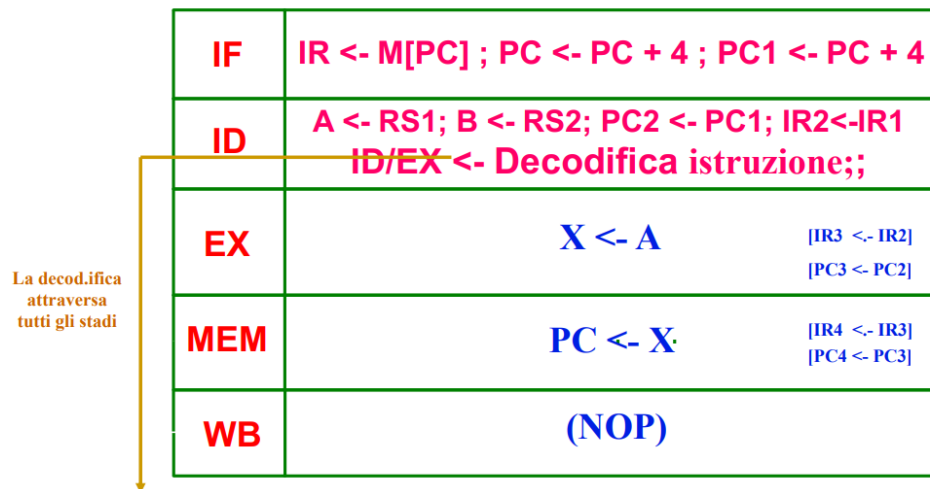 IF
IR <- M[PC] ; PC <- PC + 4 ; PC1 <- PC + 4
ID
A <- RS1; B <- RS2; PC2 <- PC1; IR2<-IR1
ID/EX <- Decodifica istruzione;;
EX
X <- A
[IR3 <.- IR2]
[PC3 <- PC2]
La decod.ifica
attraversa
tutti gli stadi
MEM
PC <- X
[IR4 <.- IR3]
[PC4 <- PC3]
WB
(NOP)